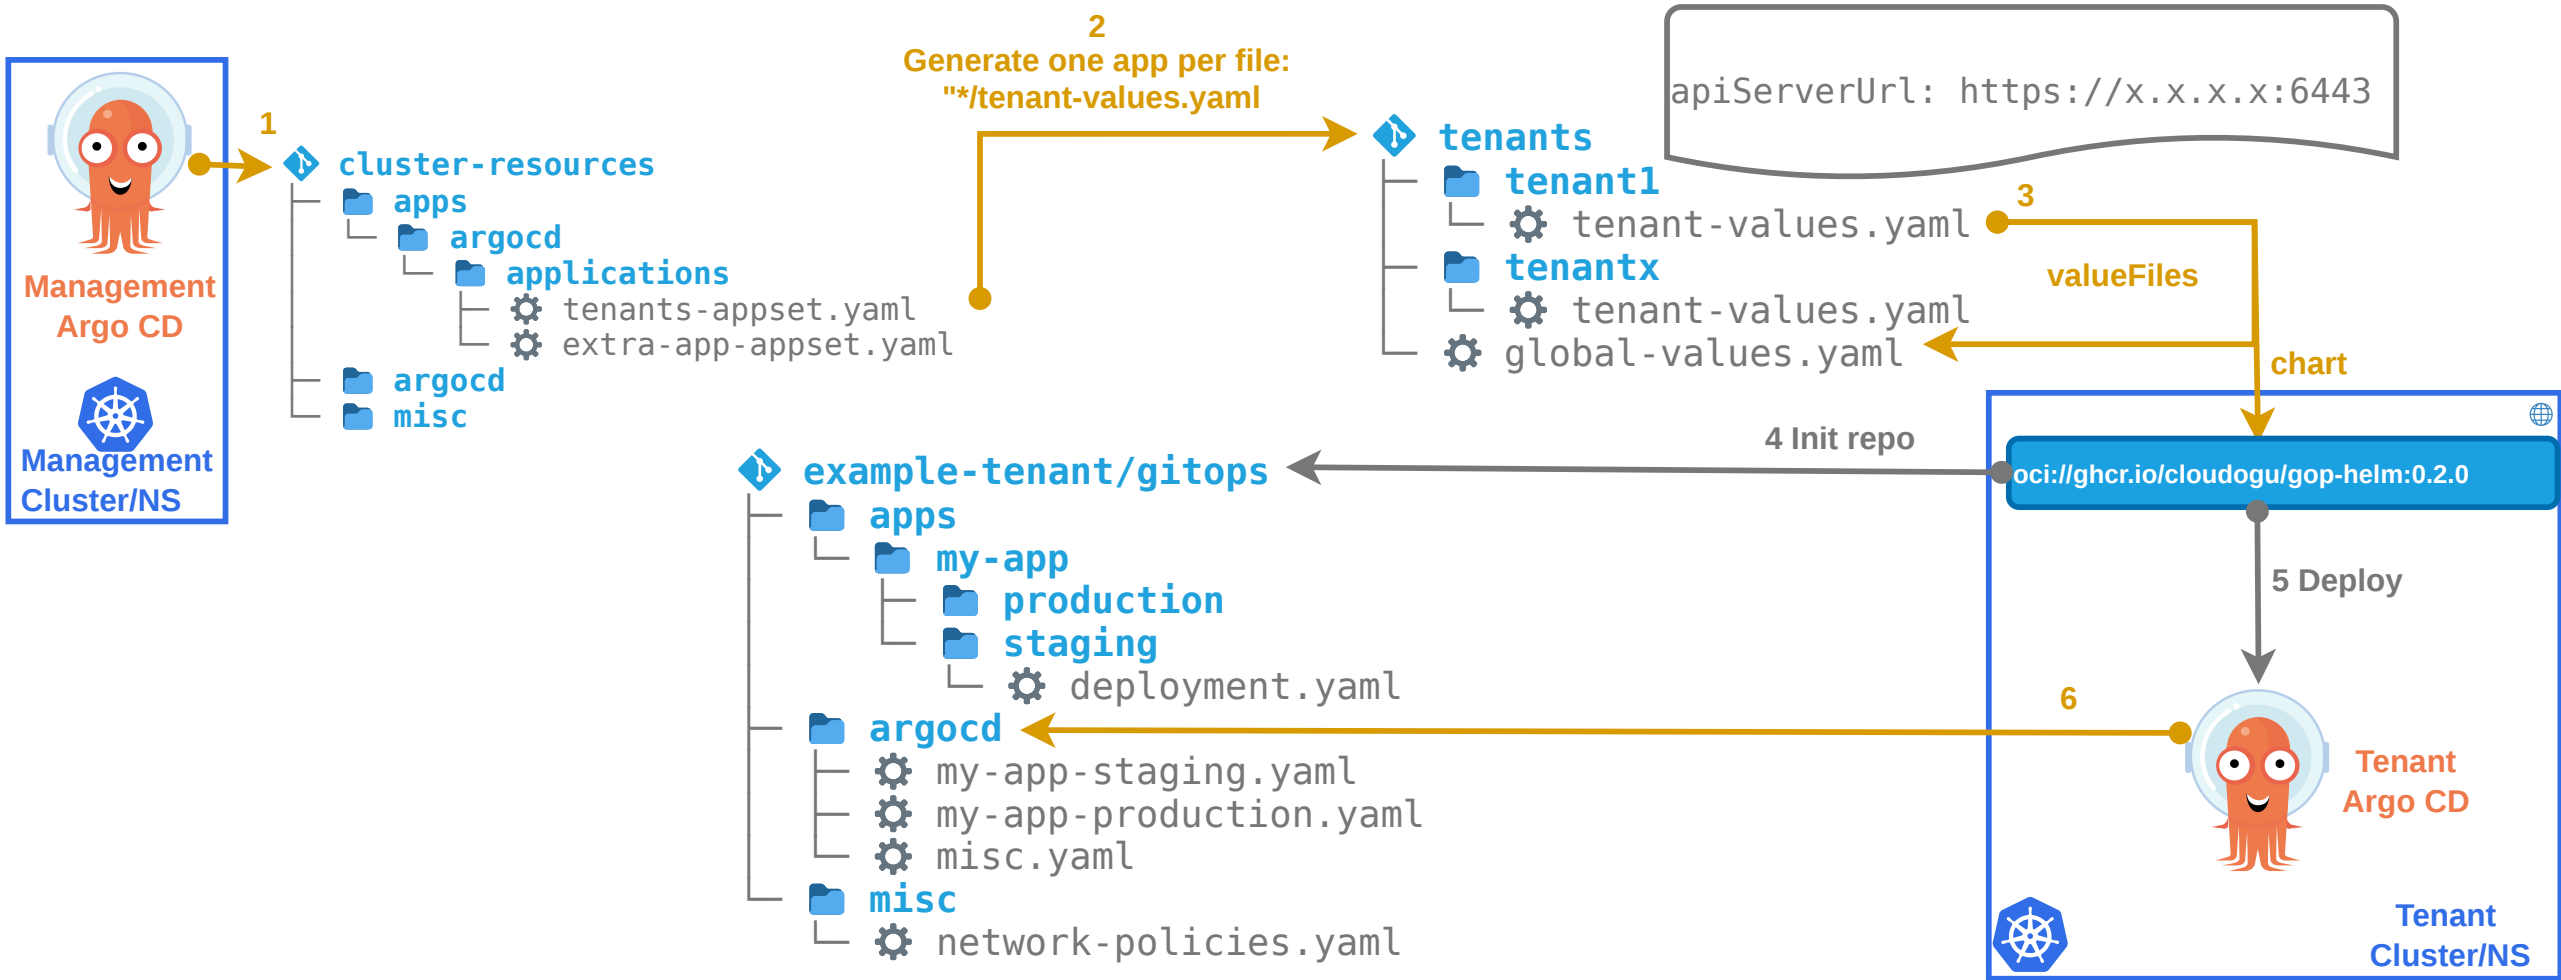 Management
Argo CD
Management
Cluster/NS
1
cluster-resources
apps
argocd
applications
tenants-appset.yaml
extra-app-appset.yaml
argocd
misc
2
Generate one app per file:
"*/tenant-values.yaml
tenants
tenant1
tenant-values.yaml
tenantx
tenant-values.yaml
global-values.yaml
apiServerUrl: https://x.x.x.x:6443
3
valueFiles
chart
oci://ghcr.io/cloudogu/gop-helm:0.2.0
4 Init repo
example-tenant/gitops
apps
my-app
production
staging
deployment.yaml
argocd
my-app-staging.yaml
my-app-production.yaml
misc.yaml
misc
network-policies.yaml
5 Deploy
6
Tenant
Argo CD
Tenant
Cluster/NS